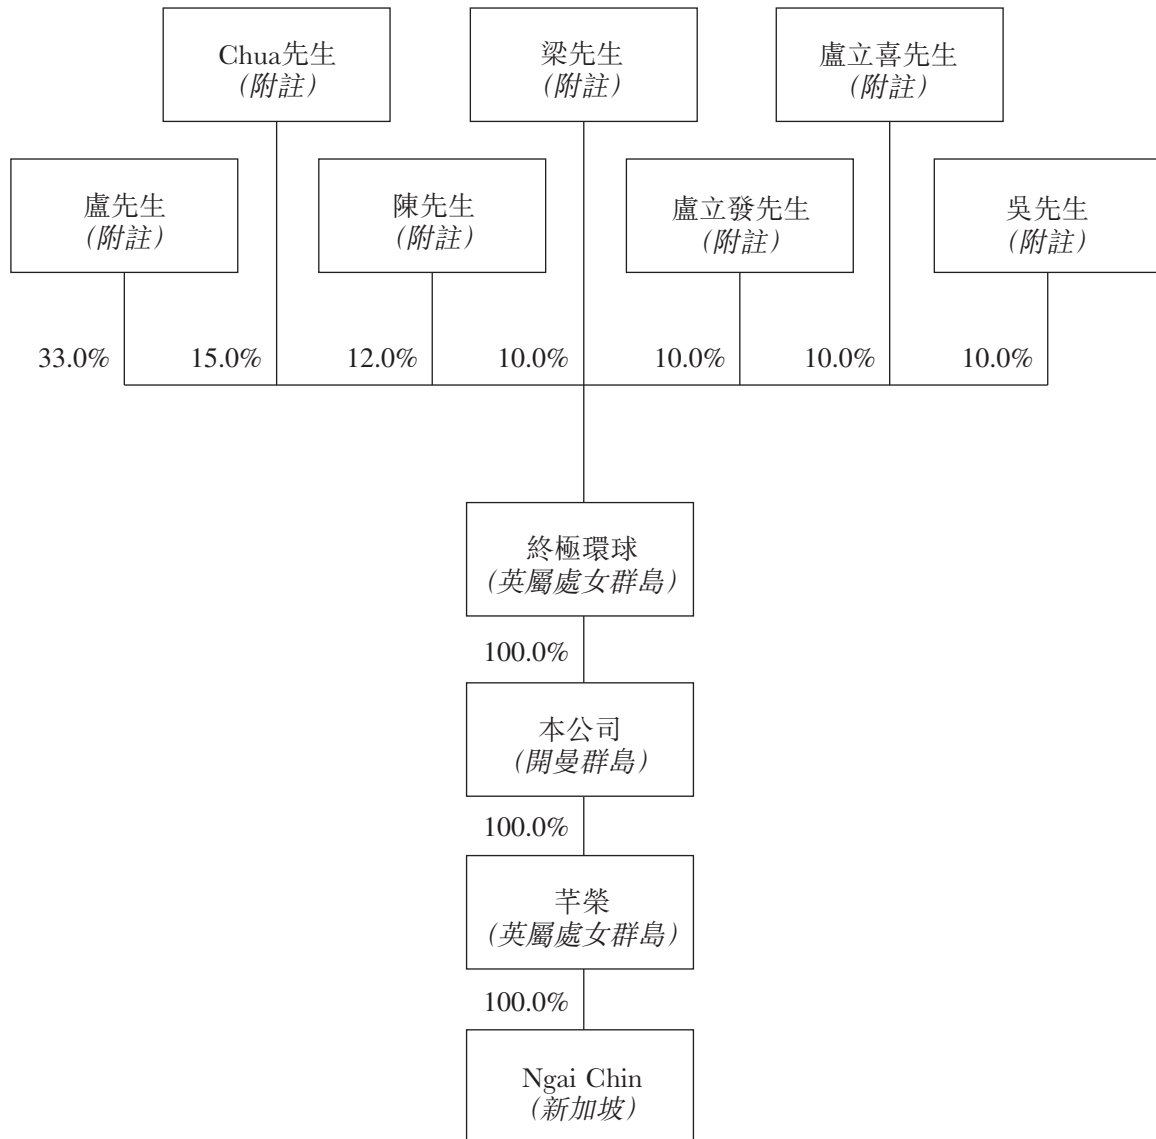 Chua先生
(附註)
梁先生
(附註)
盧立喜先生
(附註)
盧先生
(附註)
陳先生
(附註)
盧立發先生
(附註)
吳先生
(附註)
33.0%
15.0%
12.0%
10.0%
10.0%
10.0%
10.0%
終極環球
(英屬處女群島)
100.0%
本公司
(開曼群島)
100.0%
芊榮
(英屬處女群島)
100.0%
Ngai Chin
(新加坡)